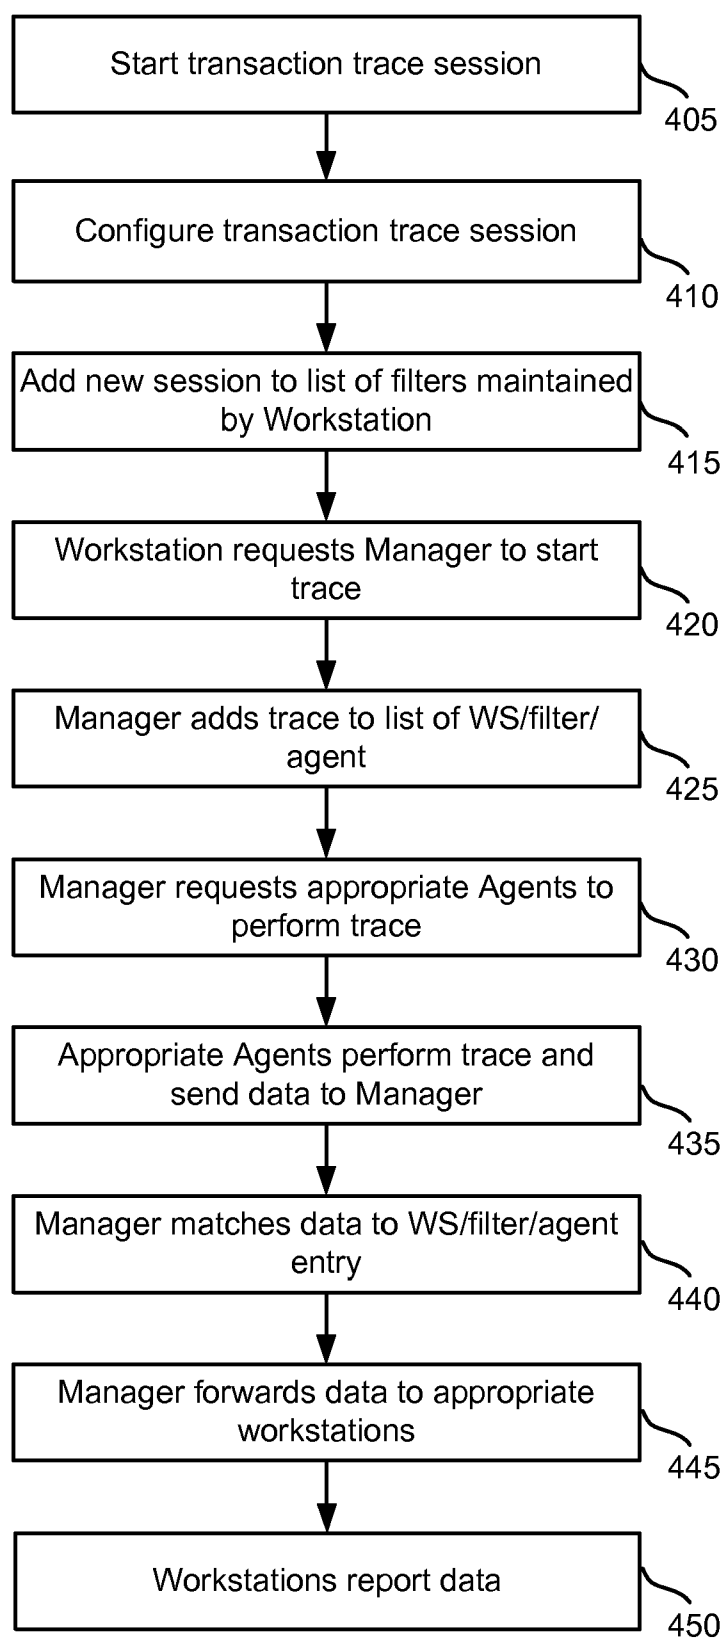 Start transaction trace session
405
Configure transaction trace session
410
Add new session to list of filters maintained
by Workstation
415
Workstation requests Manager to start
trace
420
Manager adds trace to list of WS/filter/
agent
425
Manager requests appropriate Agents to
perform trace
430
Appropriate Agents perform trace and
send data to Manager
435
Manager matches data to WS/filter/agent
entry
440
Manager forwards data to appropriate
workstations
445
Workstations report data
450